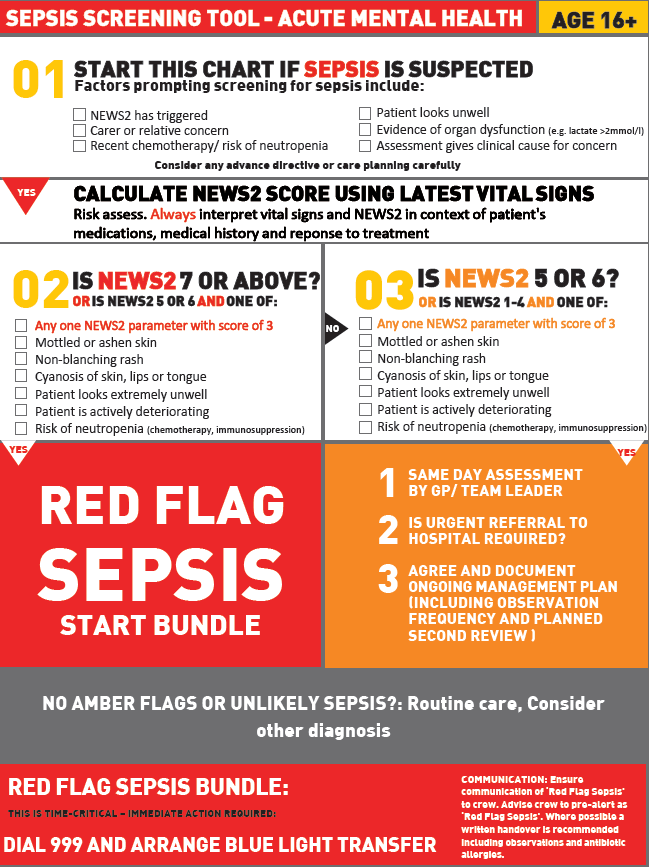 SEPSIS SCREENING TOOL - ACUTE MENTAL HEALTH
AGE 16+
01
START THIS CHART IF SEPSIS IS SUSPECTED
Factors prompting screening for sepsis include:
NEWS2 has triggered
Carer or relative concern
Recent chemotherapy/ risk of neutropenia
Patient looks unwell
Evidence of organ dysfunction (e.g. lactate >2mmol/l)
Assessment gives clinical cause for concern
Consider any advance directive or care planning carefully
YES
CALCULATE NEWS2 SCORE USING LATEST VITAL SIGNS
Risk assess. Always interpret vital signs and NEWS2 in context of patient's
medications, medical history and reponse to treatment
02
IS NEWS2 7 OR ABOVE?
OR IS NEWS2 5 OR 6 AND ONE OF:
Any one NEWS2 parameter with score of 3
Mottled or ashen skin
Non-blanching rash
Cyanosis of skin, lips or tongue
Patient looks extremely unwell
Patient is actively deteriorating
Risk of neutropenia (chemotherapy, immunosuppression)
NO
03
IS NEWS2 5 OR 6?
OR IS NEWS2 1-4 AND ONE OF:
Any one NEWS2 parameter with score of 3
Mottled or ashen skin
Non-blanching rash
Cyanosis of skin, lips or tongue
Patient looks extremely unwell
Patient is actively deteriorating
Risk of neutropenia (chemotherapy, immunosuppression)
YES
RED FLAG
SEPSIS
START BUNDLE
YES
1 SAME DAY ASSESSMENT
BY GP/ TEAM LEADER
2 IS URGENT REFERRAL TO
HOSPITAL REQUIRED?
3 AGREE AND DOCUMENT
ONGOING MANAGEMENT PLAN
(INCLUDING OBSERVATION
FREQUENCY AND PLANNED
SECOND REVIEW )
NO AMBER FLAGS OR UNLIKELY SEPSIS?: Routine care, Consider
other diagnosis
RED FLAG SEPSIS BUNDLE:
THIS IS TIME-CRITICAL - IMMEDIATE ACTION REQUIRED:
DIAL 999 AND ARRANGE BLUE LIGHT TRANSFER
COMMUNICATION: Ensure
communication of 'Red Flag Sepsis'
to crew. Advise crew to pre-alert as
'Red Flag Sepsis'. Where possible a
written handover is recommended
including observations and antibiotic
allergies.